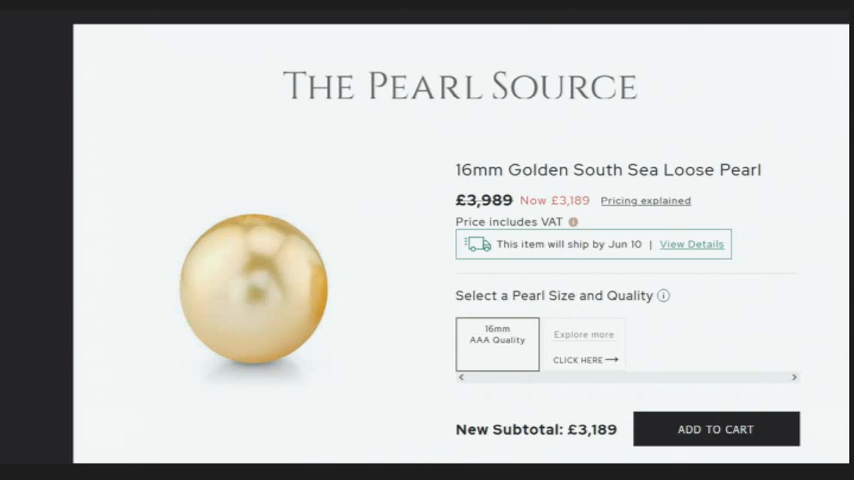 THE PEARL SOURCE
16mm Golden South Sea Loose Pearl
£3,989 Now £3,189 Pricing explained
Price includes VAT
This item will ship by Jun 10 | View Details
Select a Pearl Size and Quality
16mm
AAA Quality
Explore more
CLICK HERE
New Subtotal: £3,189
ADD TO CART